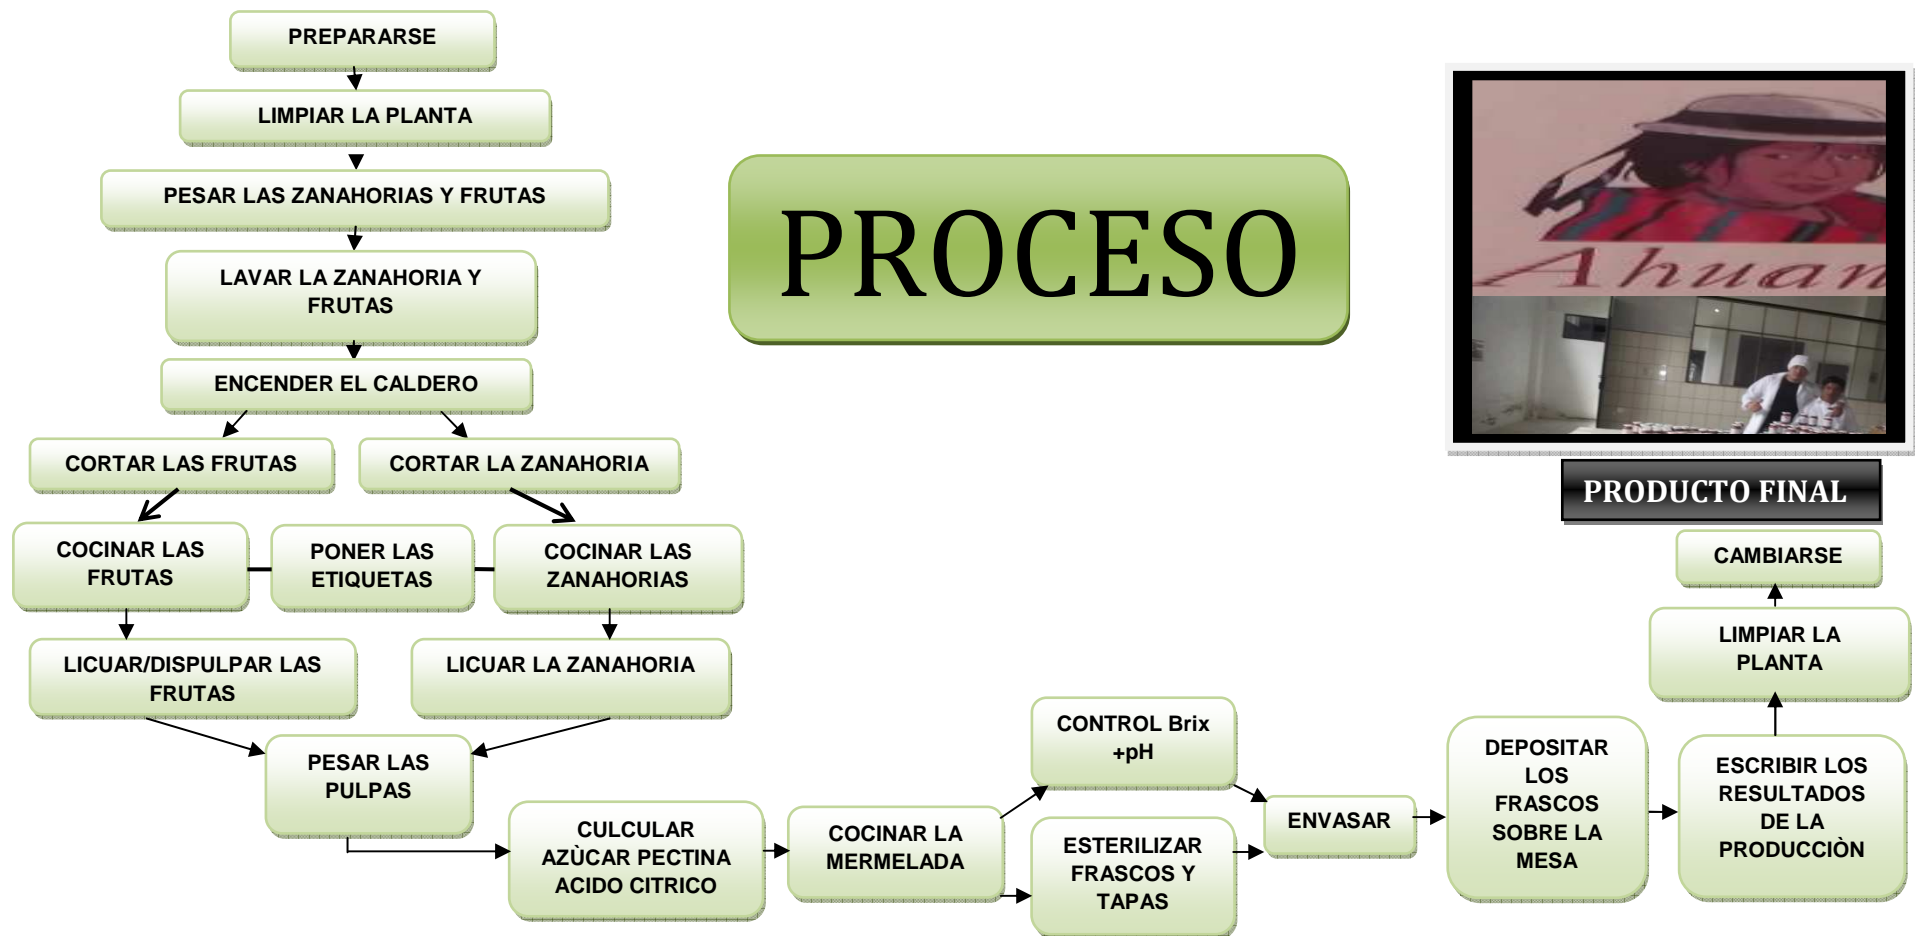 PREPARARSE
LIMPIAR LA PLANTA
PESAR LAS ZANAHORIAS Y FRUTAS
LAVAR LA ZANAHORIA Y
FRUTAS
ENCENDER EL CALDERO
CORTAR LAS FRUTAS
CORTAR LA ZANAHORIA
COCINAR LAS
FRUTAS
PONER LAS
ETIQUETAS
COCINAR LAS
ZANAHORIAS
LICUAR/DISPULPAR LAS
FRUTAS
LICUAR LA ZANAHORIA
PESAR LAS
PULPAS
CULCULAR
AZÙCAR PECTINA
ACIDO CITRICO
COCINAR LA
MERMELADA
CONTROL Brix
+pH
ESTERILIZAR
FRASCOS Y
TAPAS
ENVASAR
DEPOSITAR
LOS
FRASCOS
SOBRE LA
MESA
ESCRIBIR LOS
RESULTADOS
DE LA
PRODUCCIÒN
LIMPIAR LA
PLANTA
CAMBIARSE
PROCESO
Ahuan
PRODUCTO FINAL